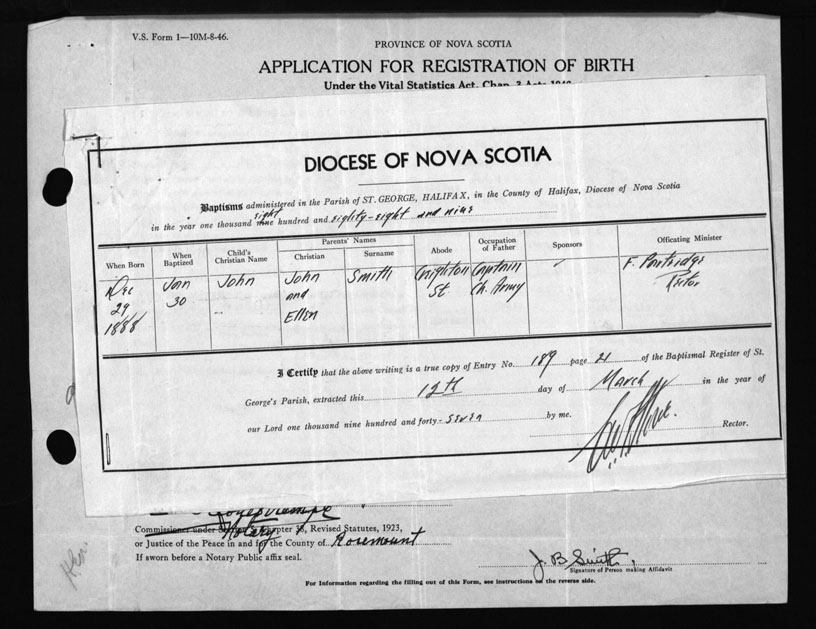 V.S. Form 1—10M-8-46.
PROVINCE OF NOVA SCOTIA
APPLICATION FOR REGISTRATION OF BIRTH
Under the Vital Statistics Act, Chap. 3 Acts 1946
DIOCESE OF NOVA SCOTIA
Baptisms administered in the Parish of ST. GEORGE, HALIFAX, in the County of Halifax, Diocese of Nova Scotia
eight
in the year one thousand nine hundred and eighty-eight and nine
Parents' Names
When Born When Baptized Child's Christian Name Christian Surname Abode Occupation of Father Sponsors Officating Minister
Dec Jan John John Smith Creighton Captain F. Partridge
29 30 and St. Ch. Army Rector
1888 Ellen
I Certify that the above writing is a true copy of Entry No. 189 page 21 of the Baptismal Register of St.
George's Parish, extracted this 12th day of March in the year of
our Lord one thousand nine hundred and forty-seven by me. Rector.
Commissioner under Chapter 38, Revised Statutes, 1923,
Notary
or Justice of the Peace in and for the County of Rosemount
If sworn before a Notary Public affix seal.
J. B Smith.
Signature of Person making Affidavit
For Information regarding the filling out of this Form, see instructions on the reverse side.